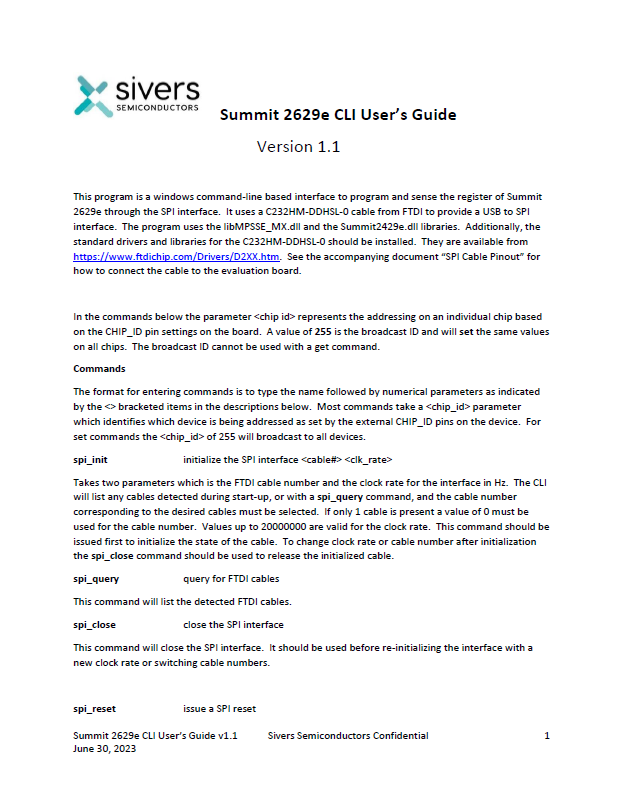 sivers
SEMICONDUCTORS
Summit 2629e CLI User's Guide
Version 1.1
This program is a windows command-line based interface to program and sense the register of Summit
2629e through the SPI interface. It uses a C232HM-DDHSL-0 cable from FTDI to provide a USB to SPI
interface. The program uses the libMPSSE_MX.dll and the Summit2429e.dll libraries. Additionally, the
standard drivers and libraries for the C232HM-DDHSL-0 should be installed. They are available from
https://www.ftdichip.com/Drivers/D2XX.htm. See the accompanying document “SPI Cable Pinout” for
how to connect the cable to the evaluation board.
In the commands below the parameter <chip id> represents the addressing on an individual chip based
on the CHIP_ID pin settings on the board. A value of 255 is the broadcast ID and will set the same values
on all chips. The broadcast ID cannot be used with a get command.
Commands
The format for entering commands is to type the name followed by numerical parameters as indicated
by the <> bracketed items in the descriptions below. Most commands take a <chip_id> parameter
which identifies which device is being addressed as set by the external CHIP_ID pins on the device. For
set commands the <chip_id> of 255 will broadcast to all devices.
spi_init initialize the SPI interface <cable#> <clk_rate>
Takes two parameters which is the FTDI cable number and the clock rate for the interface in Hz. The CLI
will list any cables detected during start-up, or with a spi_query command, and the cable number
corresponding to the desired cables must be selected. If only 1 cable is present a value of 0 must be
used for the cable number. Values up to 20000000 are valid for the clock rate. This command should be
issued first to initialize the state of the cable. To change clock rate or cable number after initialization
the spi_close command should be used to release the initialized cable.
spi_query query for FTDI cables
This command will list the detected FTDI cables.
spi_close close the SPI interface
This command will close the SPI interface. It should be used before re-initializing the interface with a
new clock rate or switching cable numbers.
spi_reset issue a SPI reset
Summit 2629e CLI User's Guide v1.1 Sivers Semiconductors Confidential 1
June 30, 2023